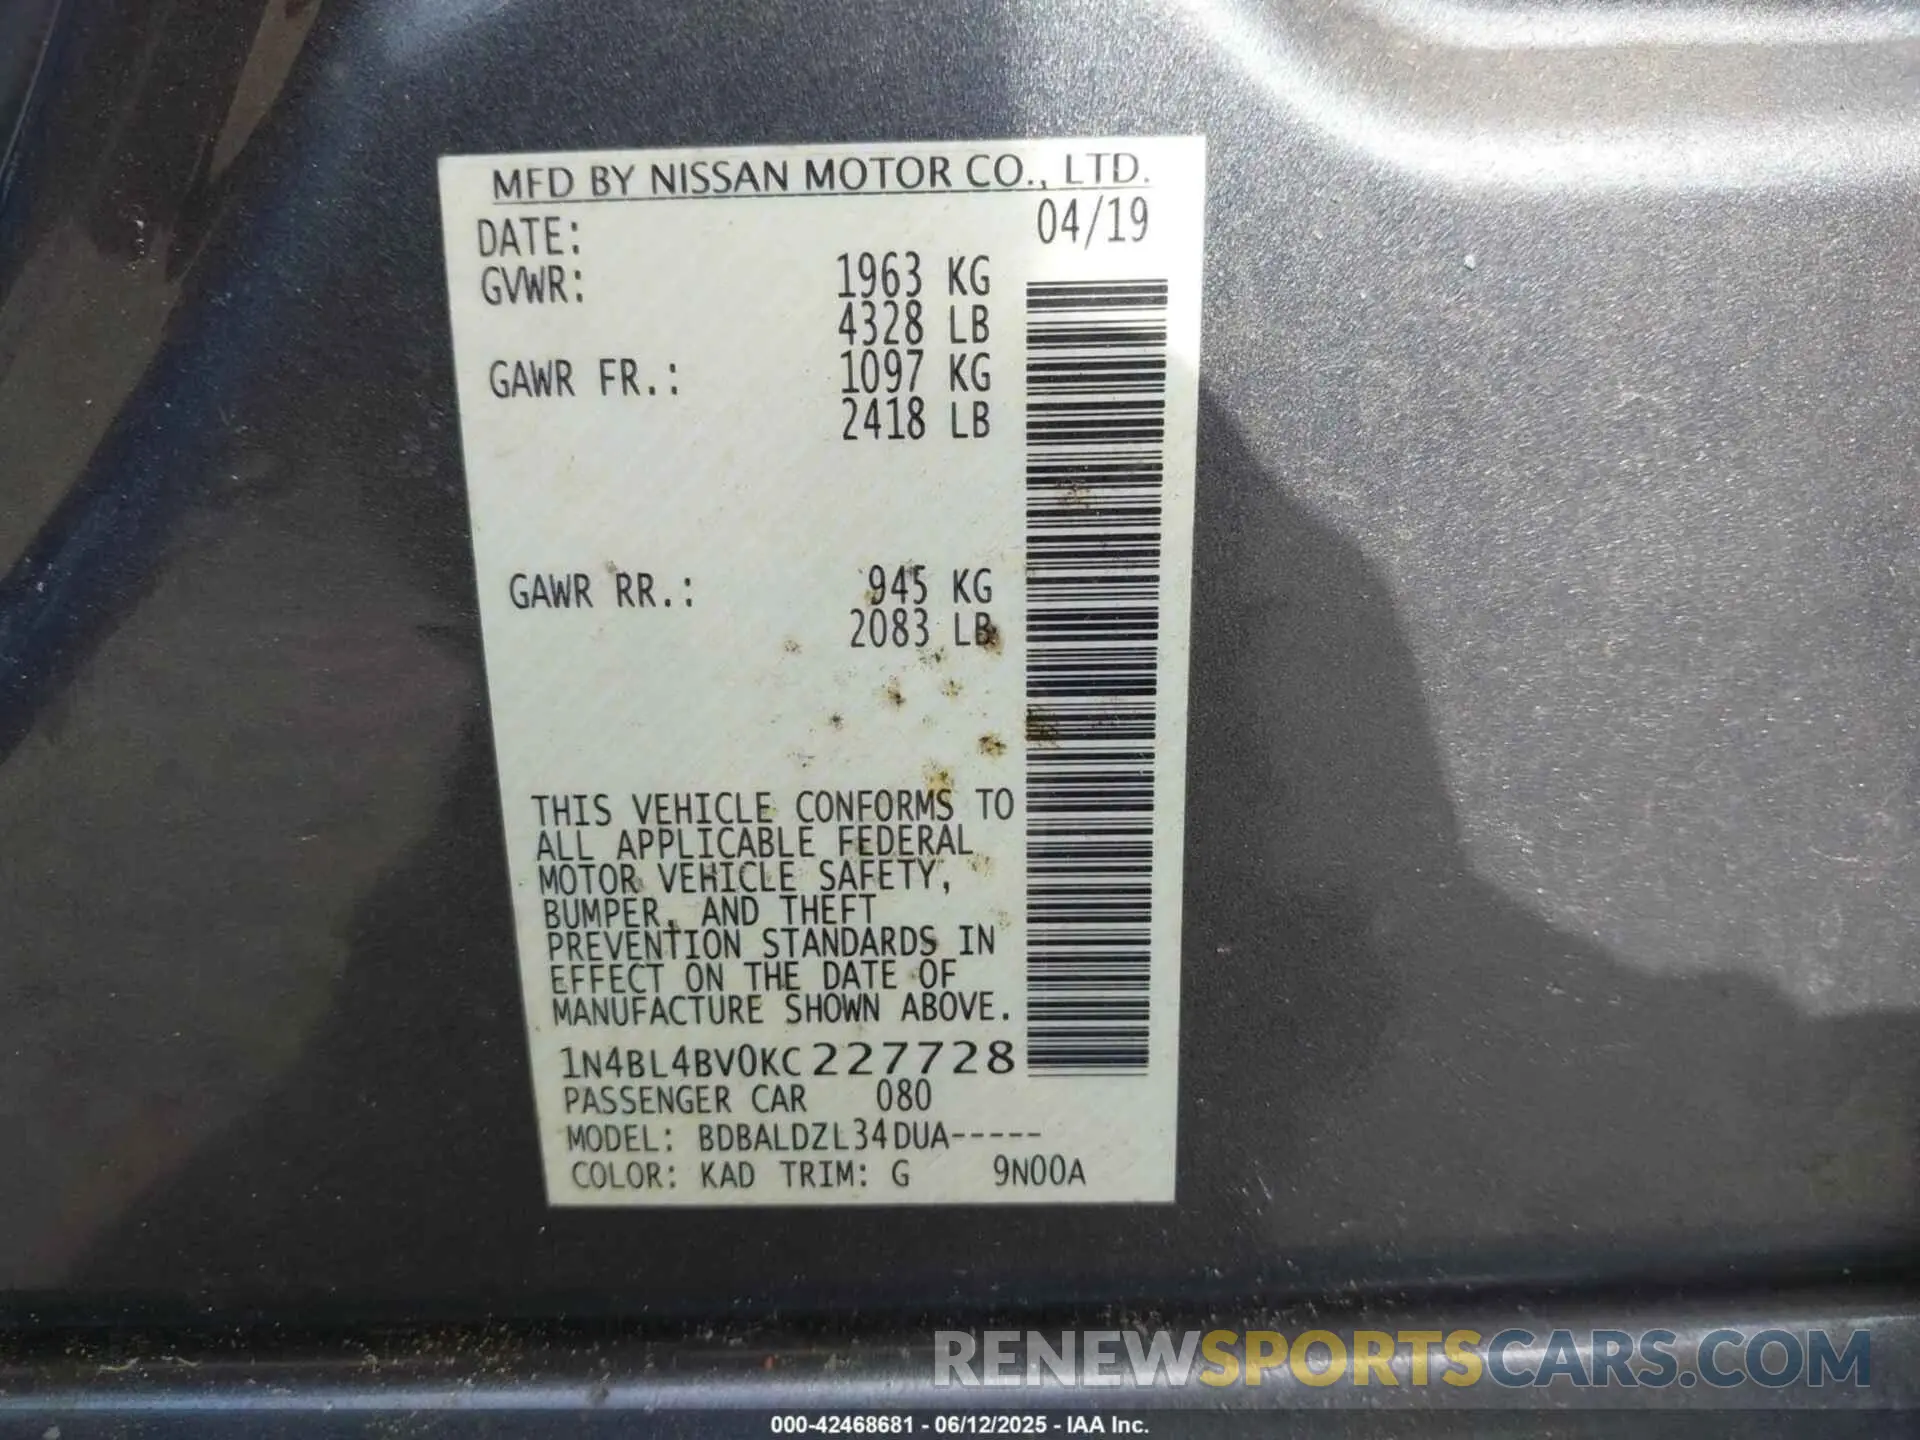 MFD BY NISSAN MOTOR CO., LTD.
DATE: 04/19
GVWR: 1963 KG
4328 LB
GAWR FR.: 1097 KG
2418 LB
GAWR RR.: 945 KG
2083 LB
THIS VEHICLE CONFORMS TO
ALL APPLICABLE FEDERAL
MOTOR VEHICLE SAFETY,
BUMPER, AND THEFT
PREVENTION STANDARDS IN
EFFECT ON THE DATE OF
MANUFACTURE SHOWN ABOVE.
1N4BL4BV0KC227728
PASSENGER CAR 080
MODEL: BDBALDZL34DUA-----
COLOR: KAD TRIM: G 9N00A
RENEWSPORTSCARS.COM
000-42468681 - 06/12/2025 - IAA Inc.